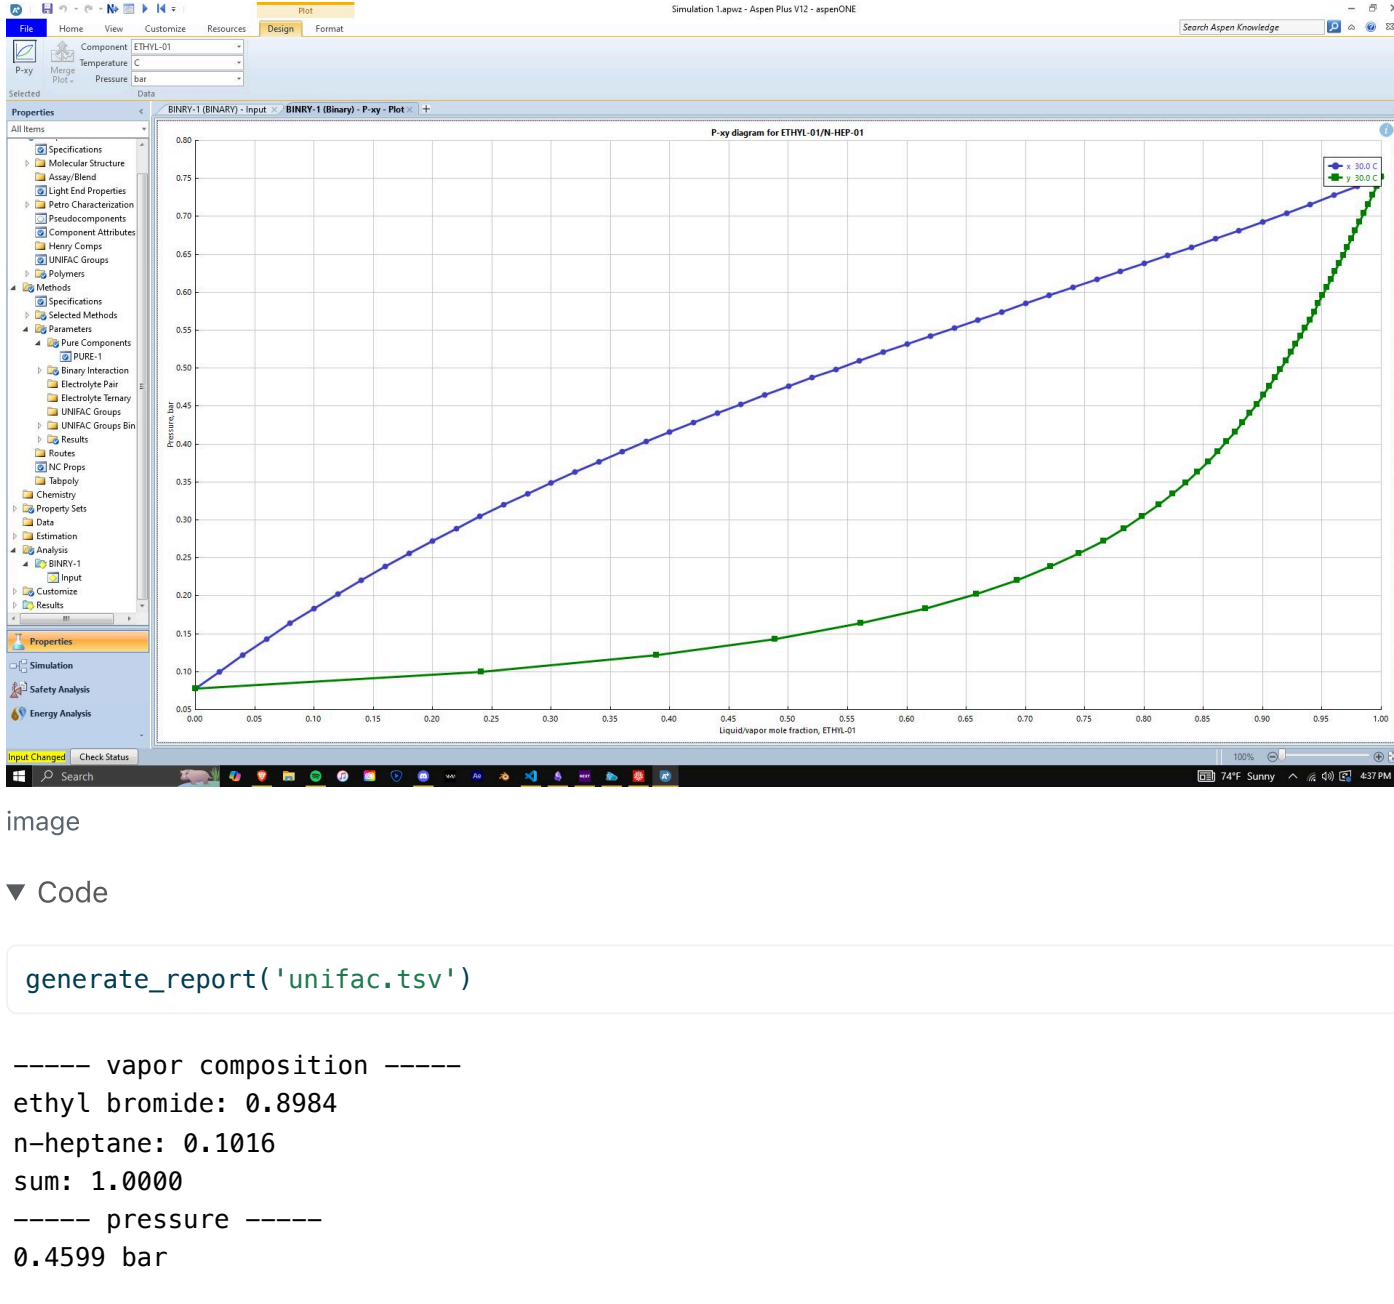 Plot
Simulation 1.apwz - Aspen Plus V12 - aspenONE
File Home View Customize Resources Design Format
Search Aspen Knowledge
P-xy
Merge Plot
Component ETHYL-01
Temperature C
Pressure bar
Selected
Data
Properties
All Items
BINRY-1 (BINARY) - Input
BINRY-1 (Binary) - P-xy - Plot
Specifications
Molecular Structure
Assay/Blend
Light End Properties
Petro Characterization
Pseudocomponents
Component Attributes
Henry Comps
UNIFAC Groups
Polymers
Methods
Specifications
Selected Methods
Parameters
Pure Components
PURE-1
Binary Interaction
Electrolyte Pair
Electrolyte Ternary
UNIFAC Groups
UNIFAC Groups Bin
Results
Routes
NC Props
Tabpoly
Chemistry
Property Sets
Data
Estimation
Analysis
BINRY-1
Input
Customize
Results
Properties
Simulation
Safety Analysis
Energy Analysis
P-xy diagram for ETHYL-01/N-HEP-01
x 30.0 C
y 30.0 C
0.80
0.75
0.70
0.65
0.60
0.55
0.50
0.45
0.40
0.35
0.30
0.25
0.20
0.15
0.10
0.05
Pressure, bar
0.00 0.05 0.10 0.15 0.20 0.25 0.30 0.35 0.40 0.45 0.50 0.55 0.60 0.65 0.70 0.75 0.80 0.85 0.90 0.95 1.00
Liquid/vapor mole fraction, ETHYL-01
Input Changed Check Status
100%
Search
74°F Sunny
4:37 PM
image
▼ Code
generate_report('unifac.tsv')
----- vapor composition -----
ethyl bromide: 0.8984
n-heptane: 0.1016
sum: 1.0000
----- pressure -----
0.4599 bar